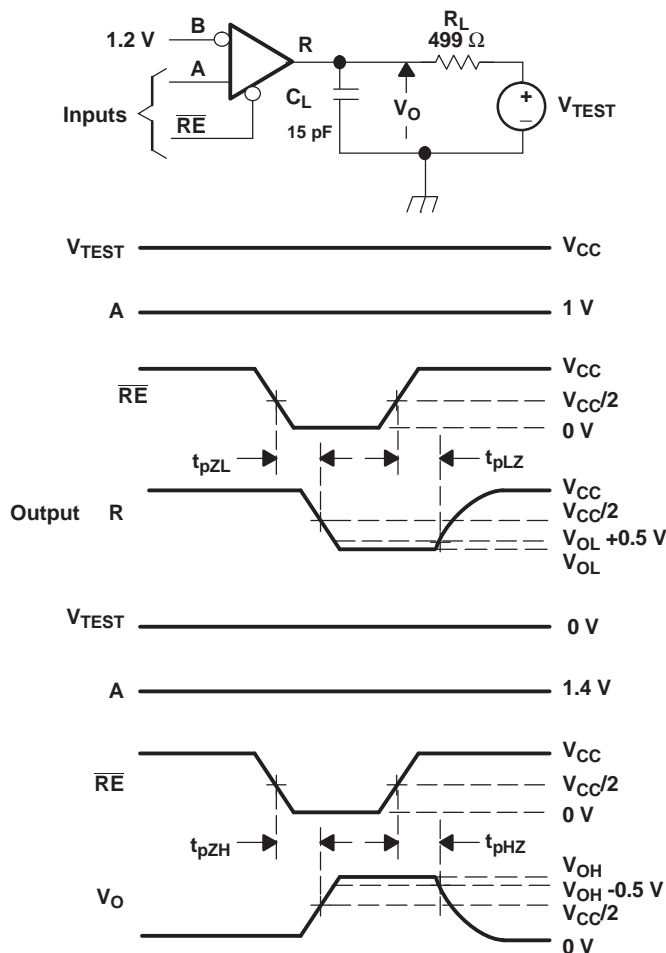 B
1.2 V
A
Inputs
RE
R
C_L
15 pF
V_O
R_L
499 Ω
+
–
V_TEST
V_TEST
V_CC
A
1 V
RE
V_CC
V_CC/2
0 V
t_pZL
t_pLZ
Output R
V_CC
V_CC/2
V_OL +0.5 V
V_OL
V_TEST
0 V
A
1.4 V
RE
V_CC
V_CC/2
0 V
t_pZH
t_pHZ
V_O
V_OH
V_OH -0.5 V
V_CC/2
0 V